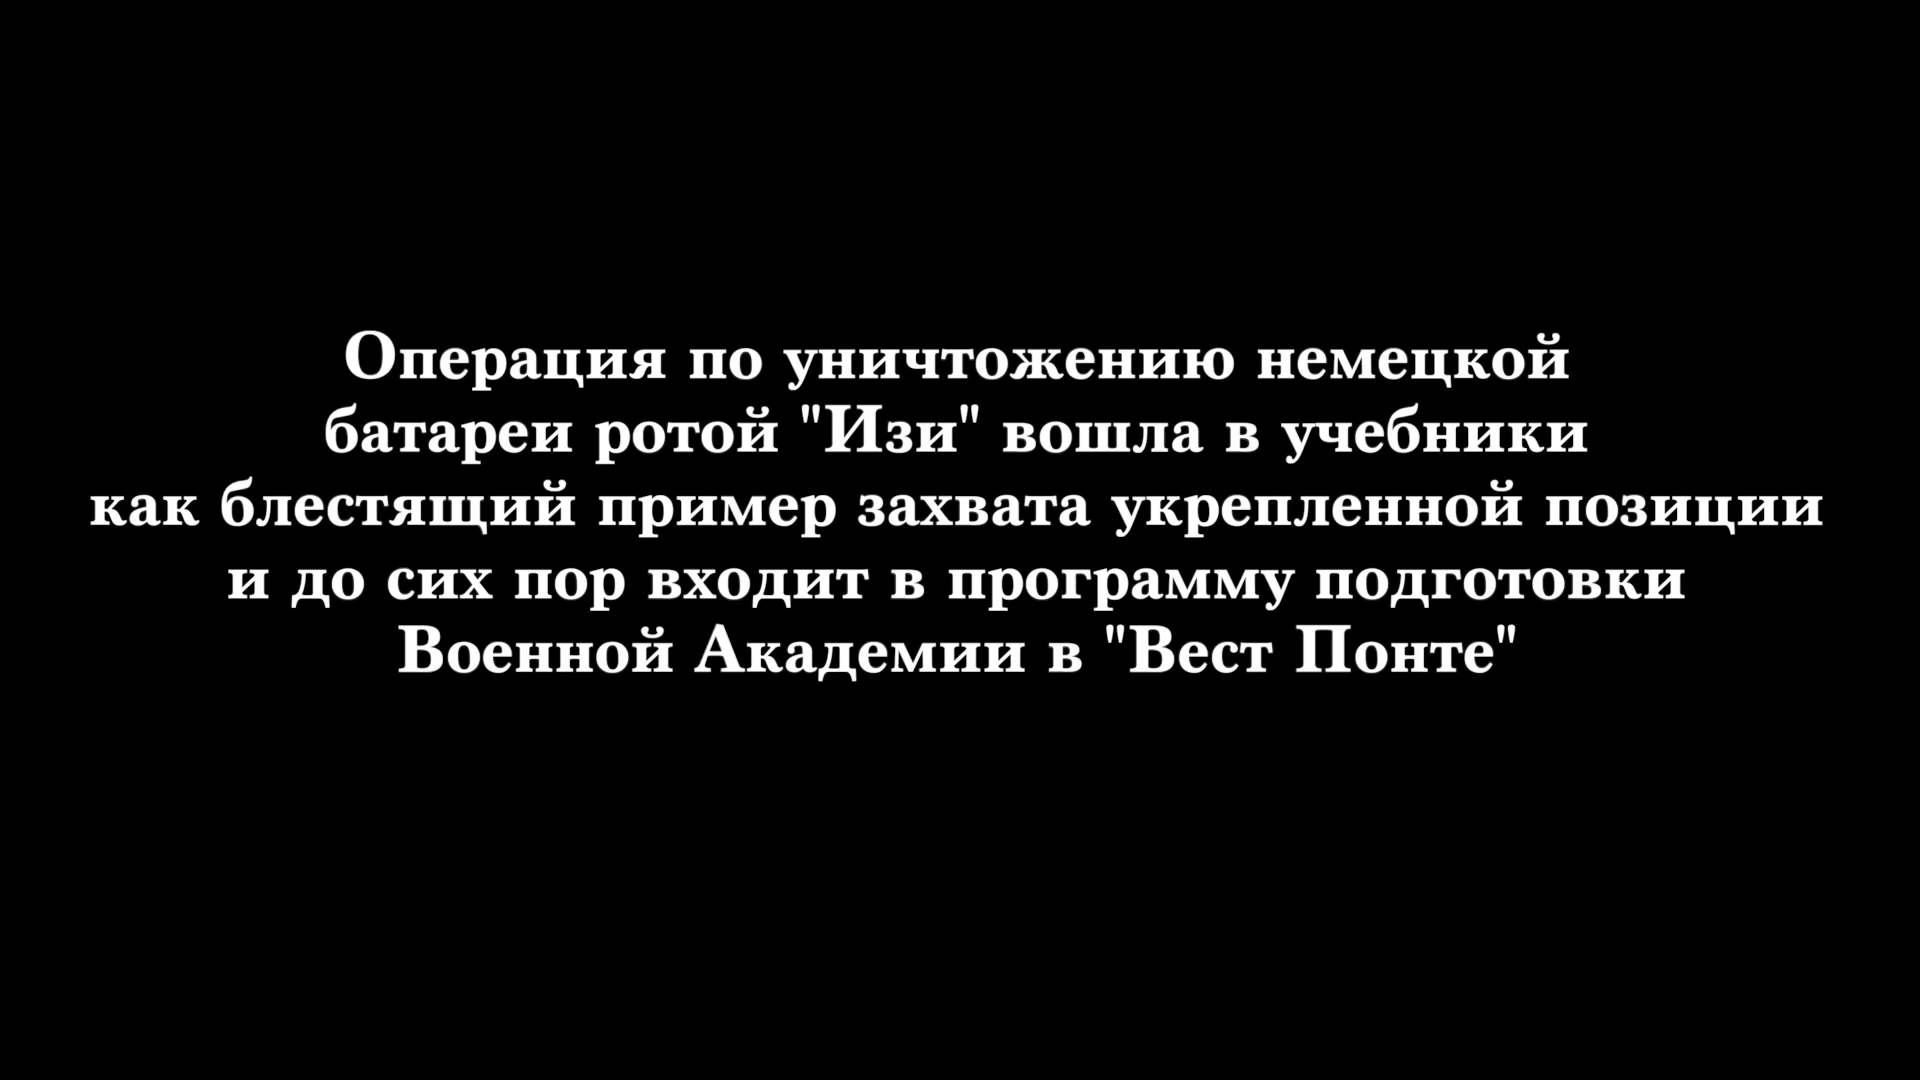 Операция по уничтожению немецкой
батареи ротой "Изи" вошла в учебники
как блестящий пример захвата укрепленной позиции
и до сих пор входит в программу подготовки
Военной Академии в "Вест Понте"